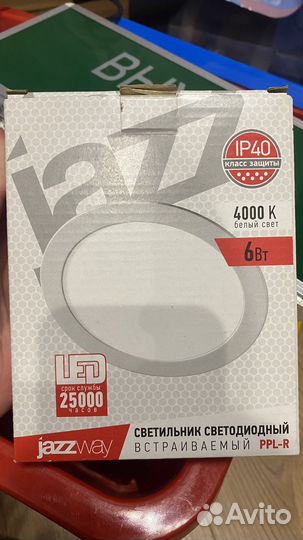 ВЫ
jazz
IP40
класс защиты
4000 К
белый свет
6Вт
LED
срок службы
25000
часов
jazzway
СВЕТИЛЬНИК СВЕТОДИОДНЫЙ
ВСТРАИВАЕМЫЙ PPL-R
Avito